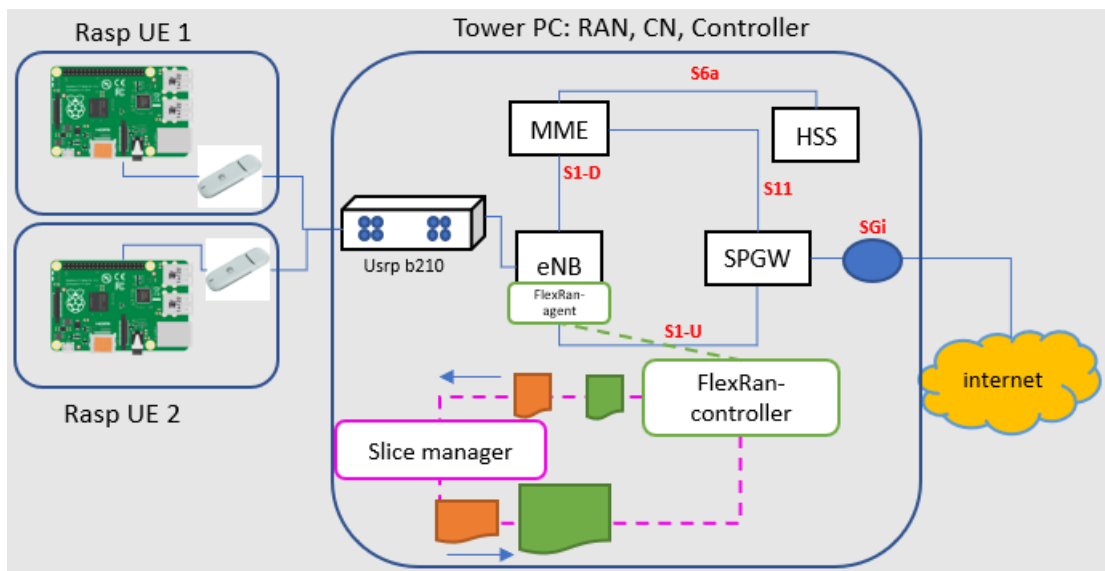 Rasp UE 1
Tower PC: RAN, CN, Controller
S6a
MME
HSS
S1-D
S11
SGi
Usrp b210
eNB
SPGW
FlexRan-
agent
S1-U
Rasp UE 2
FlexRan-
controller
internet
Slice manager